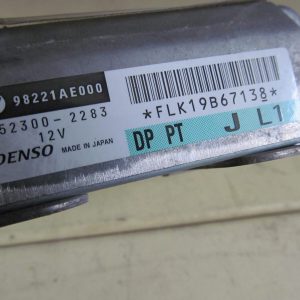 98221AE000
52300-2283
12V
DENSO MADE IN JAPAN
*FLK19B67138*
DP PT J L1